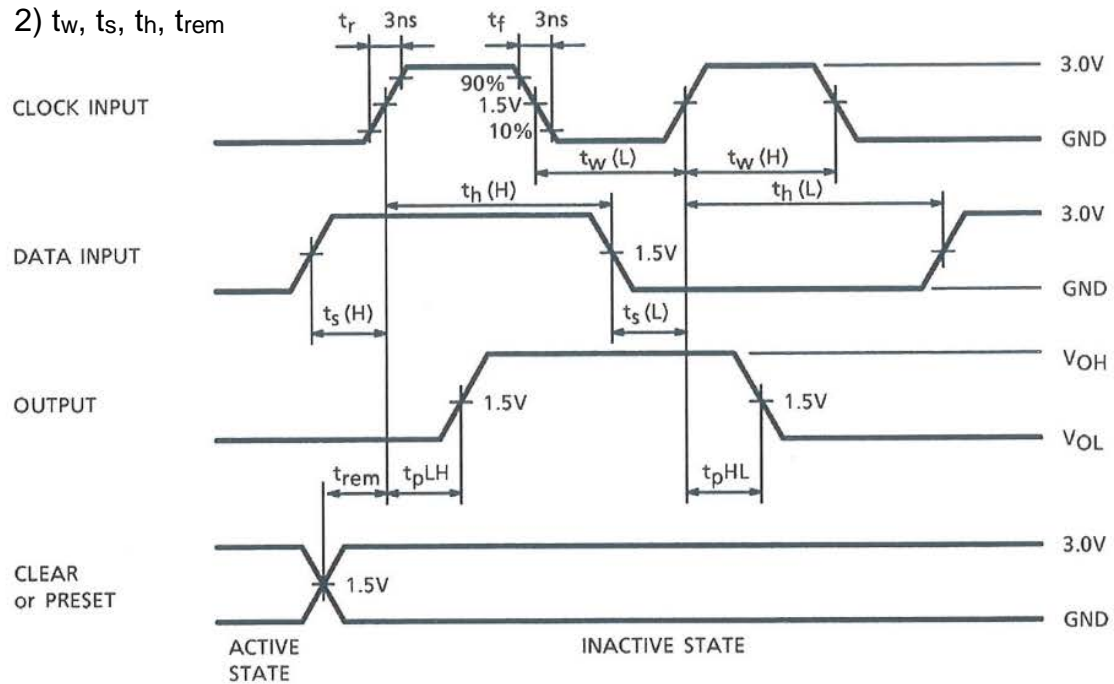 2) tw, ts, th, trem
tr 3ns tf 3ns
CLOCK INPUT
90%
1.5V
10%
3.0V
GND
tw (L) tw (H)
th (H) th (L)
DATA INPUT
1.5V
3.0V
GND
ts (H) ts (L)
OUTPUT
1.5V 1.5V
VOH
VOL
trem tpLH tpHL
CLEAR
or PRESET
1.5V
3.0V
GND
ACTIVE
STATE
INACTIVE STATE